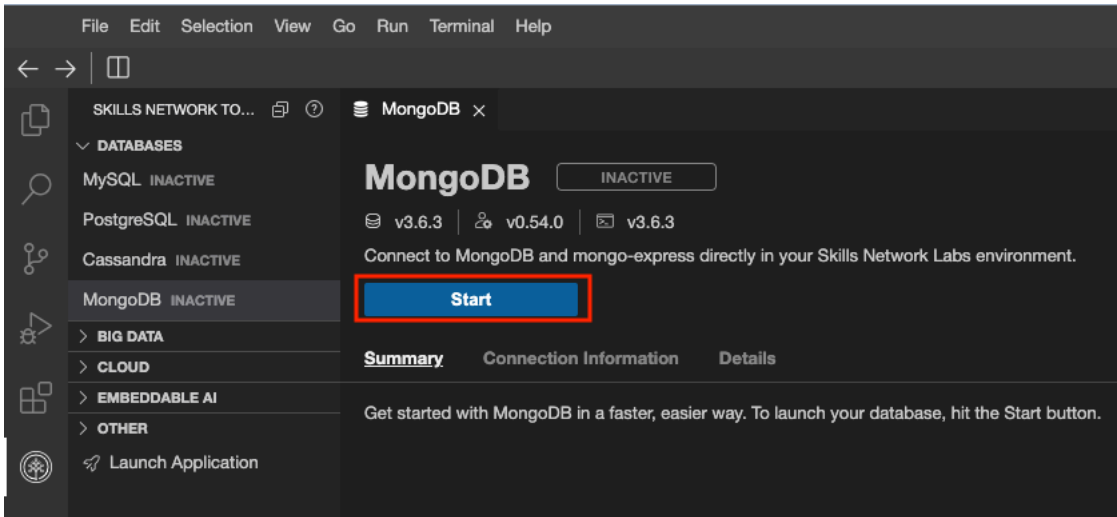 File Edit Selection View Go Run Terminal Help
SKILLS NETWORK TO...
DATABASES
MySQL INACTIVE
PostgreSQL INACTIVE
Cassandra INACTIVE
MongoDB INACTIVE
BIG DATA
CLOUD
EMBEDDABLE AI
OTHER
Launch Application
MongoDB
MongoDB INACTIVE
v3.6.3 v0.54.0 v3.6.3
Connect to MongoDB and mongo-express directly in your Skills Network Labs environment.
Start
Summary Connection Information Details
Get started with MongoDB in a faster, easier way. To launch your database, hit the Start button.